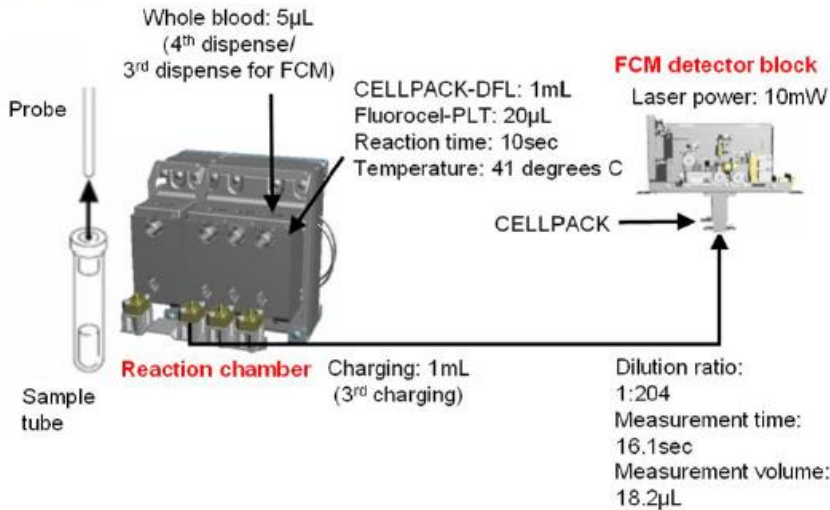 Whole blood: 5µL
(4th dispense/
3rd dispense for FCM)
Probe
CELLPACK-DFL: 1mL
Fluorocel-PLT: 20µL
Reaction time: 10sec
Temperature: 41 degrees C
FCM detector block
Laser power: 10mW
CELLPACK
Sample
tube
Reaction chamber
Charging: 1mL
(3rd charging)
Dilution ratio:
1:204
Measurement time:
16.1sec
Measurement volume:
18.2µL